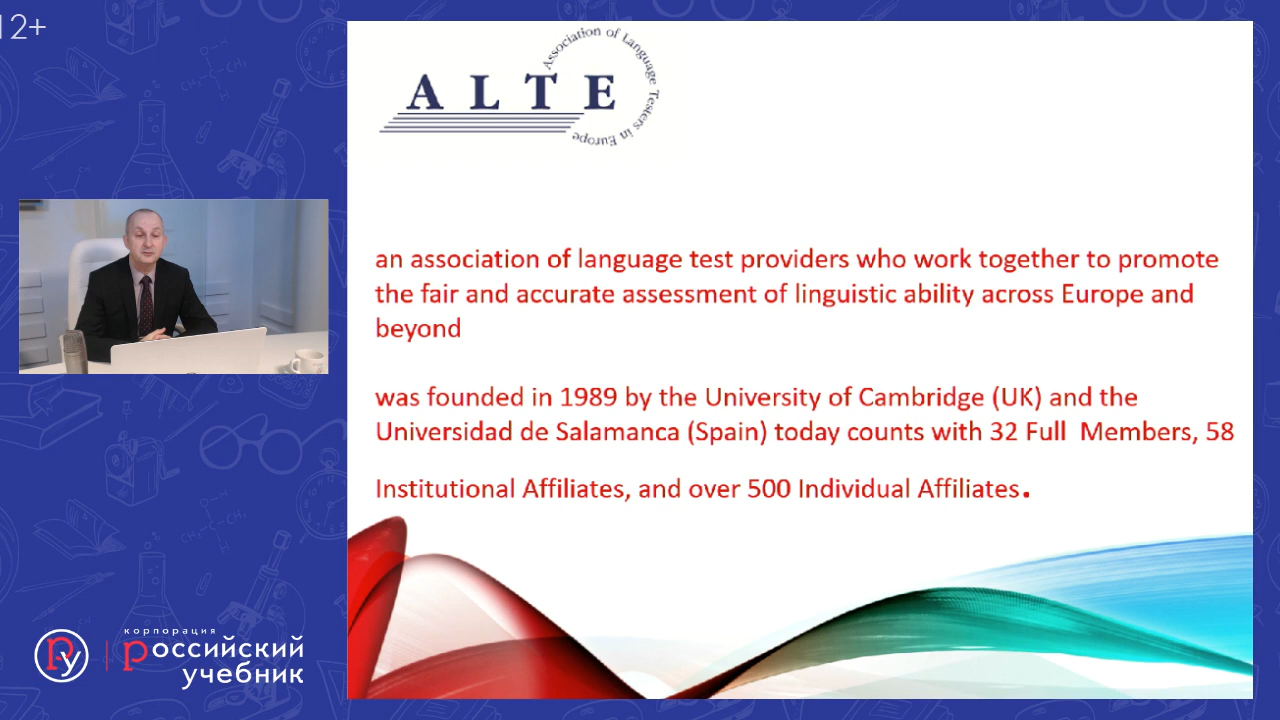 12+
Association of Language Testers in Europe
ALTE
an association of language test providers who work together to promote
the fair and accurate assessment of linguistic ability across Europe and
beyond
was founded in 1989 by the University of Cambridge (UK) and the
Universidad de Salamanca (Spain) today counts with 32 Full  Members, 58
Institutional Affiliates, and over 500 Individual Affiliates.
Ру
корпорация
российский
учебник